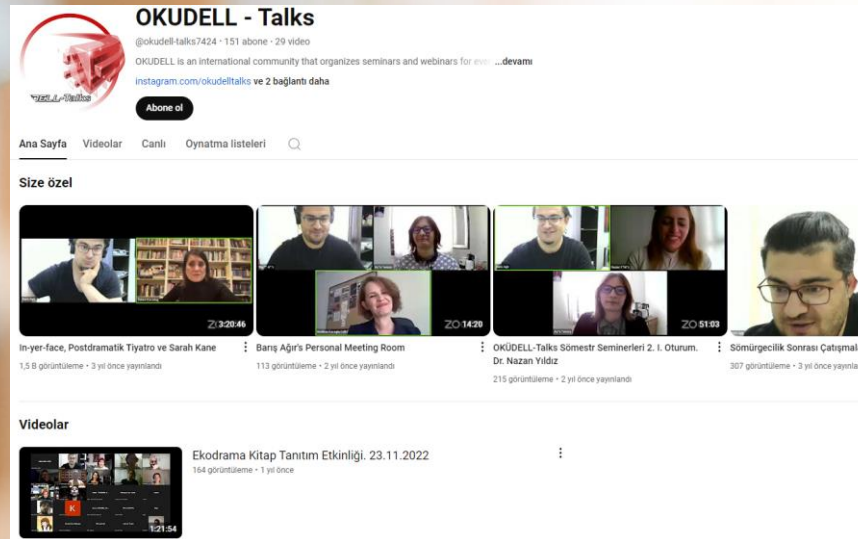 OKUDELL - Talks
@okudell-talks7424 · 151 abone · 29 video
OKUDELL is an international community that organizes seminars and webinars for ...devamı
instagram.com/okudelltalks ve 2 bağlantı daha
Abone ol
Ana Sayfa Videolar Canlı Oynatma listeleri
Size özel
3:20:46
14:20
51:03
In-yer-face, Postdramatik Tiyatro ve Sarah Kane
1,5 B görüntüleme • 3 yıl önce yayınlandı
Barış Ağır's Personal Meeting Room
113 görüntüleme • 2 yıl önce yayınlandı
OKÜDELL-Talks Sömestr Seminerleri 2. I. Oturum.
Dr. Nazan Yıldız
215 görüntüleme • 2 yıl önce yayınlandı
Sömürgecilik Sonrası
307 görüntüleme • 3 yıl önce
Videolar
Ekodrama Kitap Tanıtım Etkinliği. 23.11.2022
164 görüntüleme • 1 yıl önce
K
1:21:54